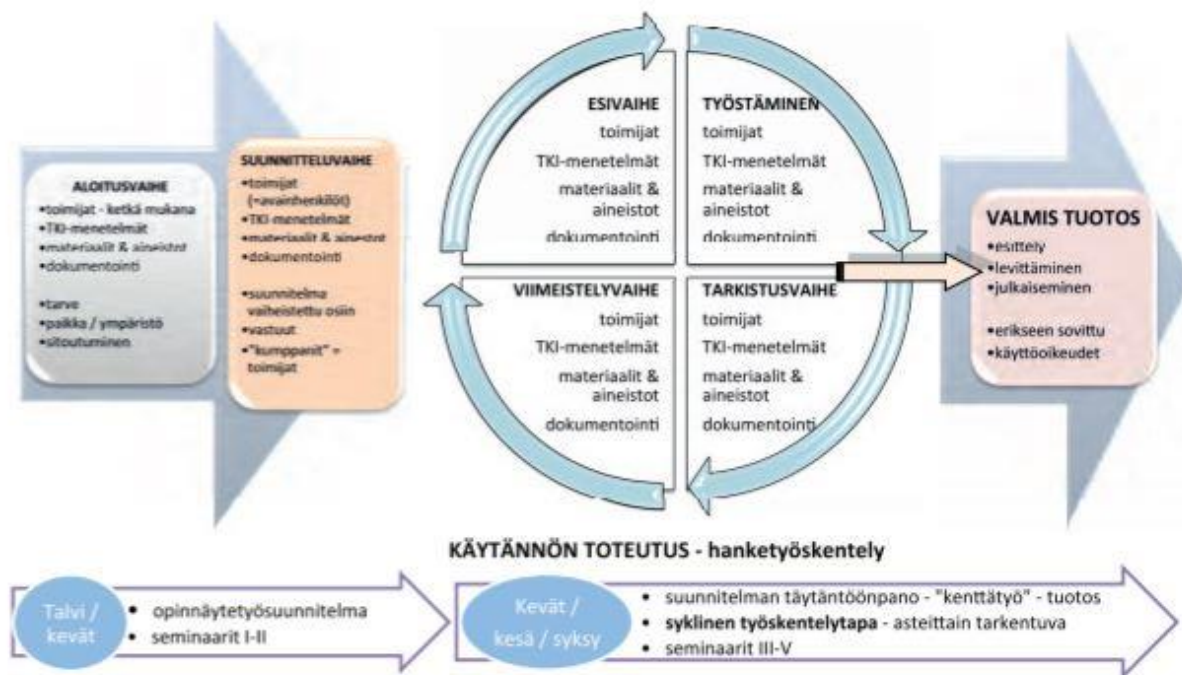 ALOITUSVAIHE
•toimijat - ketkä mukana
•TKI-menetelmät
•materiaalit & aineistot
•dokumentointi
•tarve
•paikka / ympäristö
•sitoutuminen
SUUNNITTELUVAIHE
•toimijat
(=avainhenkilöt)
•TKI-menetelmät
•materiaalit & ainestot
•dokumentointi
•suunnitelma
vaiheistettu osiin
•vastuut
•"kumppanit" =
toimijat
ESIVAIHE
toimijat
TKI-menetelmät
materiaalit &
aineistot
dokumentointi
TYÖSTÄMINEN
toimijat
TKI-menetelmät
materiaalit &
aineistot
dokumentointi
VIIMEISTELYVAIHE
toimijat
TKI-menetelmät
materiaalit &
aineistot
dokumentointi
TARKISTUSVAIHE
toimijat
TKI-menetelmät
materiaalit &
aineistot
dokumentointi
VALMIS TUOTOS
•esittely
•levittäminen
•julkaiseminen
•erikseen sovittu
•käyttöoikeudet
KÄYTÄNNÖN TOTEUTUS - hanketyöskentely
Talvi /
kevät
• opinnäytetyösuunnitelma
• seminaarit I-II
Kevät /
kesä / syksy
• suunnitelman täytäntöönpano - "kenttätyö" - tuotos
• syklinen työskentelytapa - asteittain tarkentuva
• seminaarit III-V